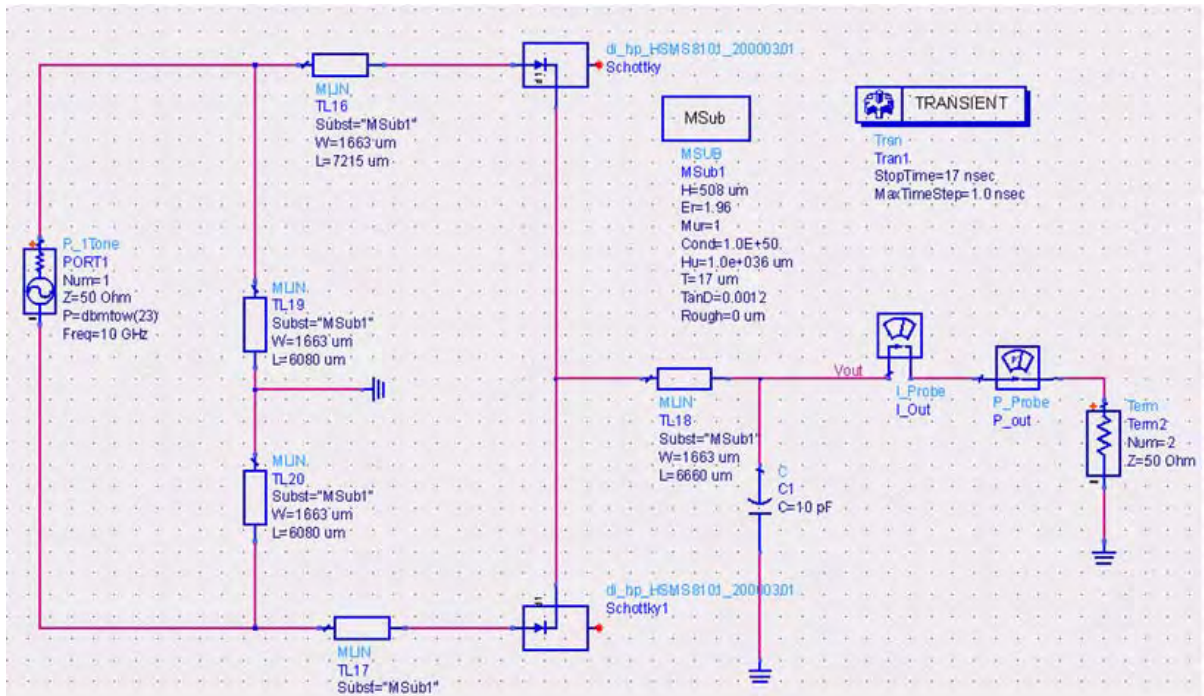 di_hp_HSMS8101_20000301
Schottky
d1
MLIN
TL16
Subst="MSub1"
W=1663 um
L=7215 um
MSub
MSUB
MSub1
H=508 um
Er=1.96
Mur=1
Cond=1.0E+50
Hu=1.0e+036 um
T=17 um
TanD=0.0012
Rough=0 um
TRANSIENT
Tran
Tran1
StopTime=17 nsec
MaxTimeStep=1.0 nsec
P_1Tone
PORT1
Num=1
Z=50 Ohm
P=dbmtow(23)
Freq=10 GHz
MLIN
TL19
Subst="MSub1"
W=1663 um
L=6080 um
MLIN
TL20
Subst="MSub1"
W=1663 um
L=6080 um
MLIN
TL18
Subst="MSub1"
W=1663 um
L=6660 um
Vout
I_Probe
I_Out
P_Probe
P_out
Term
Term2
Num=2
Z=50 Ohm
C
C1
C=10 pF
di_hp_HSMS8101_20000301
Schottky1
d1
MLIN
TL17
Subst="MSub1"